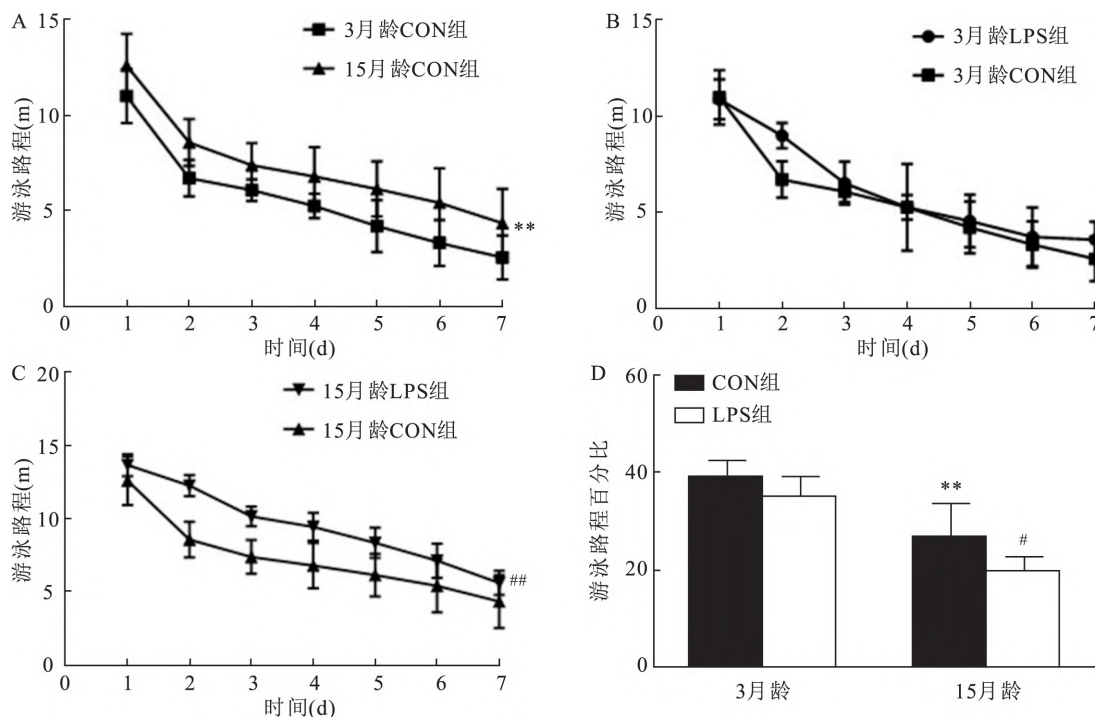 A
15
10
5
0
游泳路程(m)
3月龄CON组
15月龄CON组
**
0 1 2 3 4 5 6 7
时间(d)
B
15
10
5
0
游泳路程(m)
3月龄LPS组
3月龄CON组
0 1 2 3 4 5 6 7
时间(d)
C
20
15
10
5
0
游泳路程(m)
15月龄LPS组
15月龄CON组
##
0 1 2 3 4 5 6 7
时间(d)
D
60
40
20
0
游泳路程百分比
CON组
LPS组
**
#
3月龄 15月龄